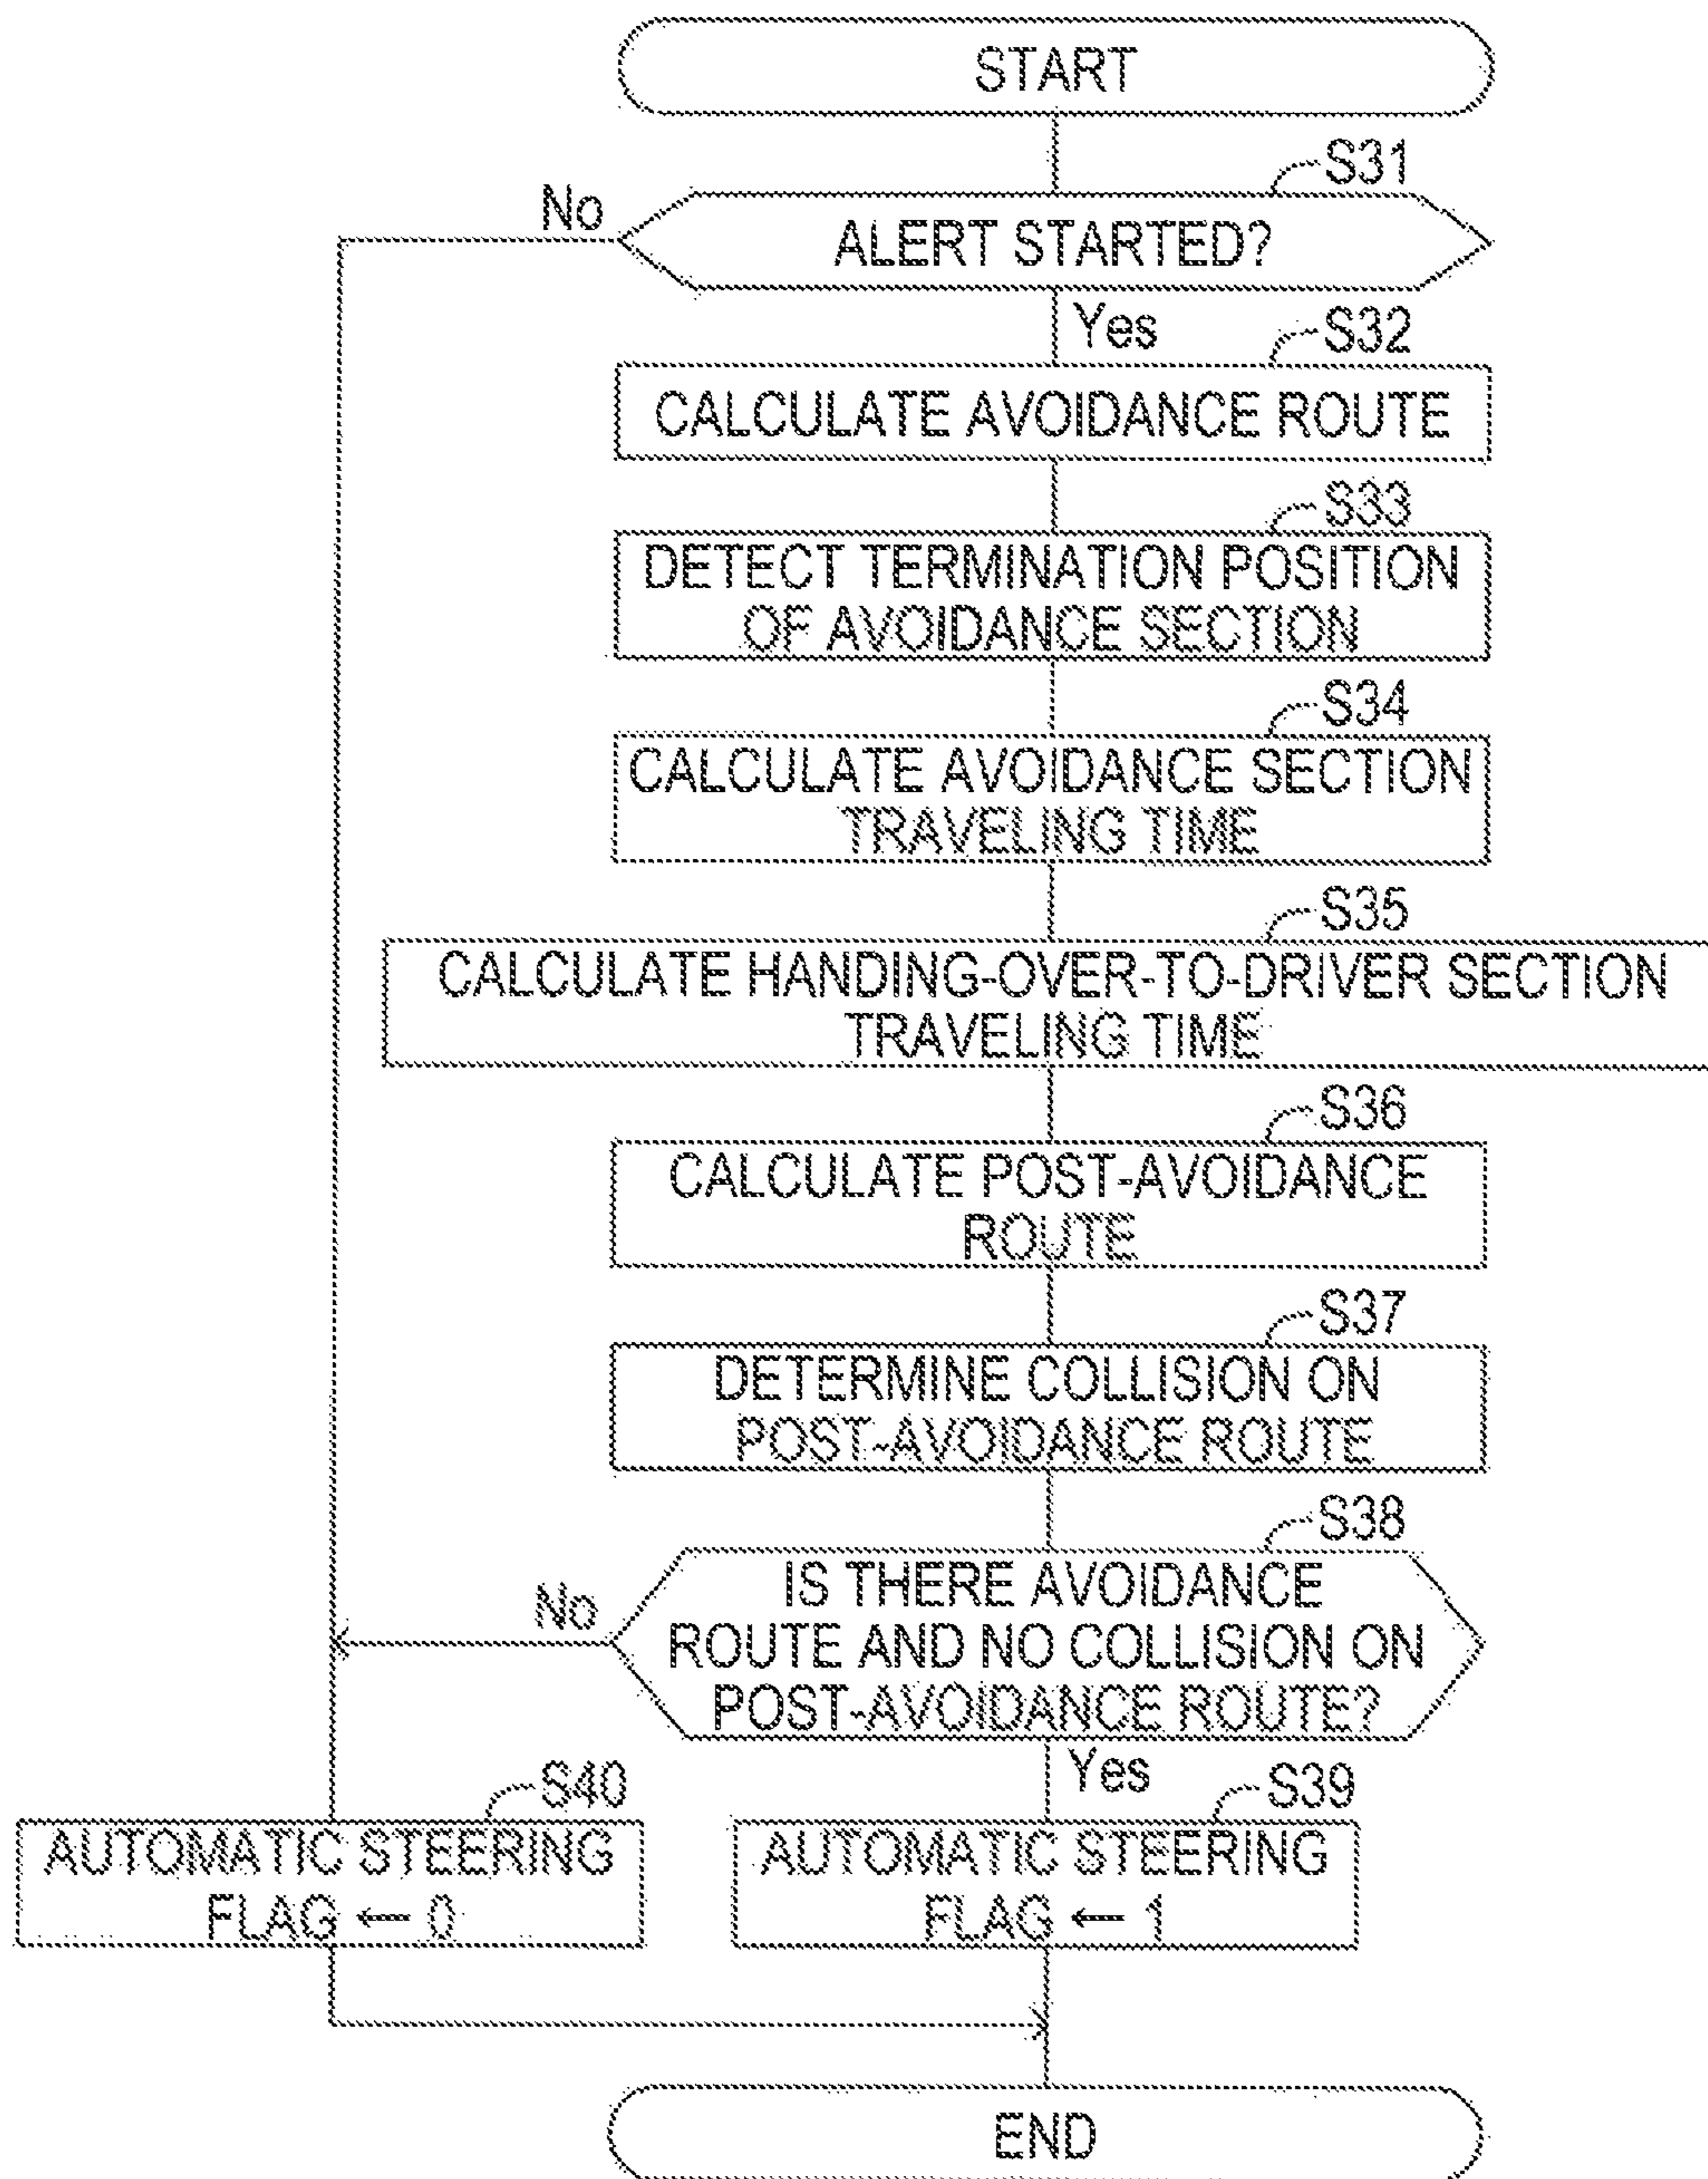 START
S31
No
ALERT STARTED?
Yes
S32
CALCULATE AVOIDANCE ROUTE
S33
DETECT TERMINATION POSITION
OF AVOIDANCE SECTION
S34
CALCULATE AVOIDANCE SECTION
TRAVELING TIME
S35
CALCULATE HANDING-OVER-TO-DRIVER SECTION
TRAVELING TIME
S36
CALCULATE POST-AVOIDANCE
ROUTE
S37
DETERMINE COLLISION ON
POST-AVOIDANCE ROUTE
S38
No
IS THERE AVOIDANCE
ROUTE AND NO COLLISION ON
POST-AVOIDANCE ROUTE?
Yes
S40
AUTOMATIC STEERING
FLAG ← 0
S39
AUTOMATIC STEERING
FLAG ← 1
END